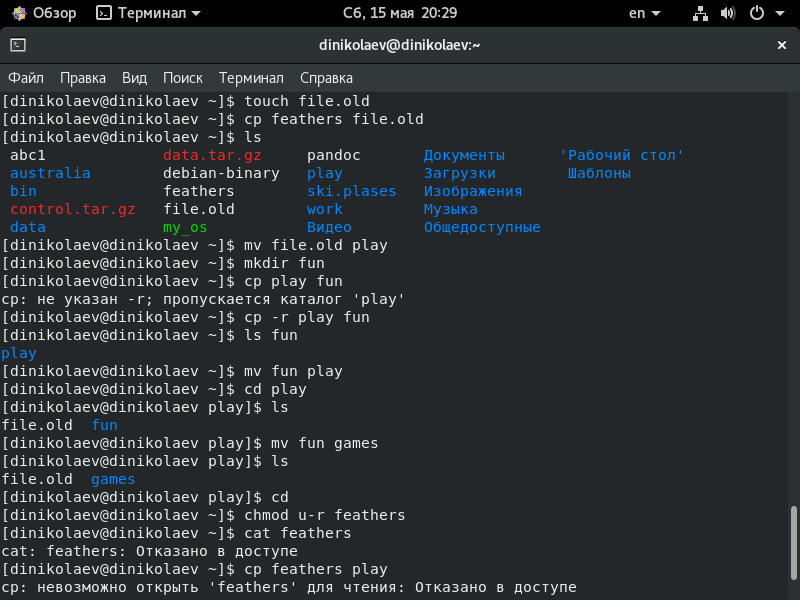 Обзор Терминал Сб, 15 мая 20:29 en
dinikolaev@dinikolaev:~
Файл Правка Вид Поиск Терминал Справка
[dinikolaev@dinikolaev ~]$ touch file.old
[dinikolaev@dinikolaev ~]$ cp feathers file.old
[dinikolaev@dinikolaev ~]$ ls
abc1 data.tar.gz pandoc Документы 'Рабочий стол'
australia debian-binary play Загрузки Шаблоны
bin feathers ski.plases Изображения
control.tar.gz file.old work Музыка
data my_os Видео Общедоступные
[dinikolaev@dinikolaev ~]$ mv file.old play
[dinikolaev@dinikolaev ~]$ mkdir fun
[dinikolaev@dinikolaev ~]$ cp play fun
cp: не указан -r; пропускается каталог 'play'
[dinikolaev@dinikolaev ~]$ cp -r play fun
[dinikolaev@dinikolaev ~]$ ls fun
play
[dinikolaev@dinikolaev ~]$ mv fun play
[dinikolaev@dinikolaev ~]$ cd play
[dinikolaev@dinikolaev play]$ ls
file.old fun
[dinikolaev@dinikolaev play]$ mv fun games
[dinikolaev@dinikolaev play]$ ls
file.old games
[dinikolaev@dinikolaev play]$ cd
[dinikolaev@dinikolaev ~]$ chmod u-r feathers
[dinikolaev@dinikolaev ~]$ cat feathers
cat: feathers: Отказано в доступе
[dinikolaev@dinikolaev ~]$ cp feathers play
cp: невозможно открыть 'feathers' для чтения: Отказано в доступе